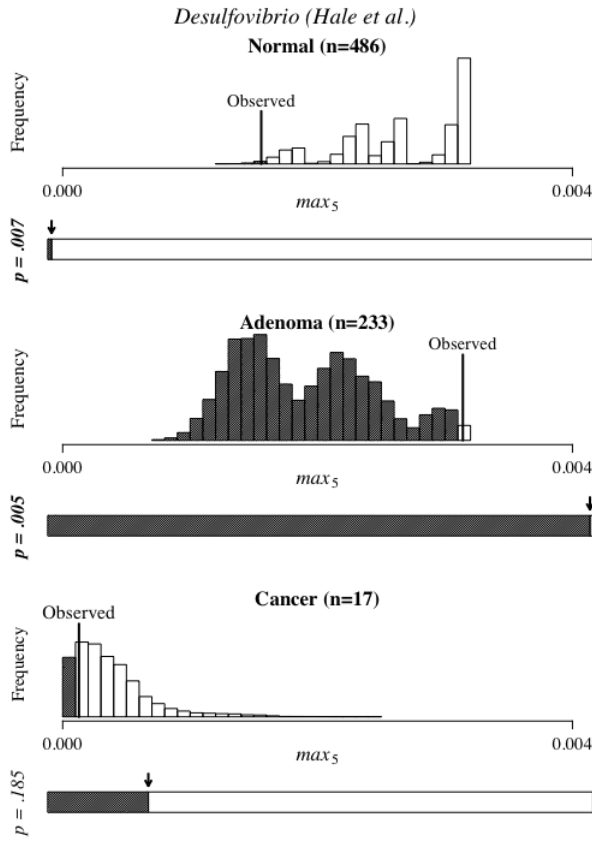 Desulfovibrio (Hale et al.)
Normal (n=486)
Frequency
Observed
0.000
0.004
max5
p = .007
Adenoma (n=233)
Frequency
Observed
0.000
0.004
max5
p = .005
Cancer (n=17)
Frequency
Observed
0.000
0.004
max5
p = .185